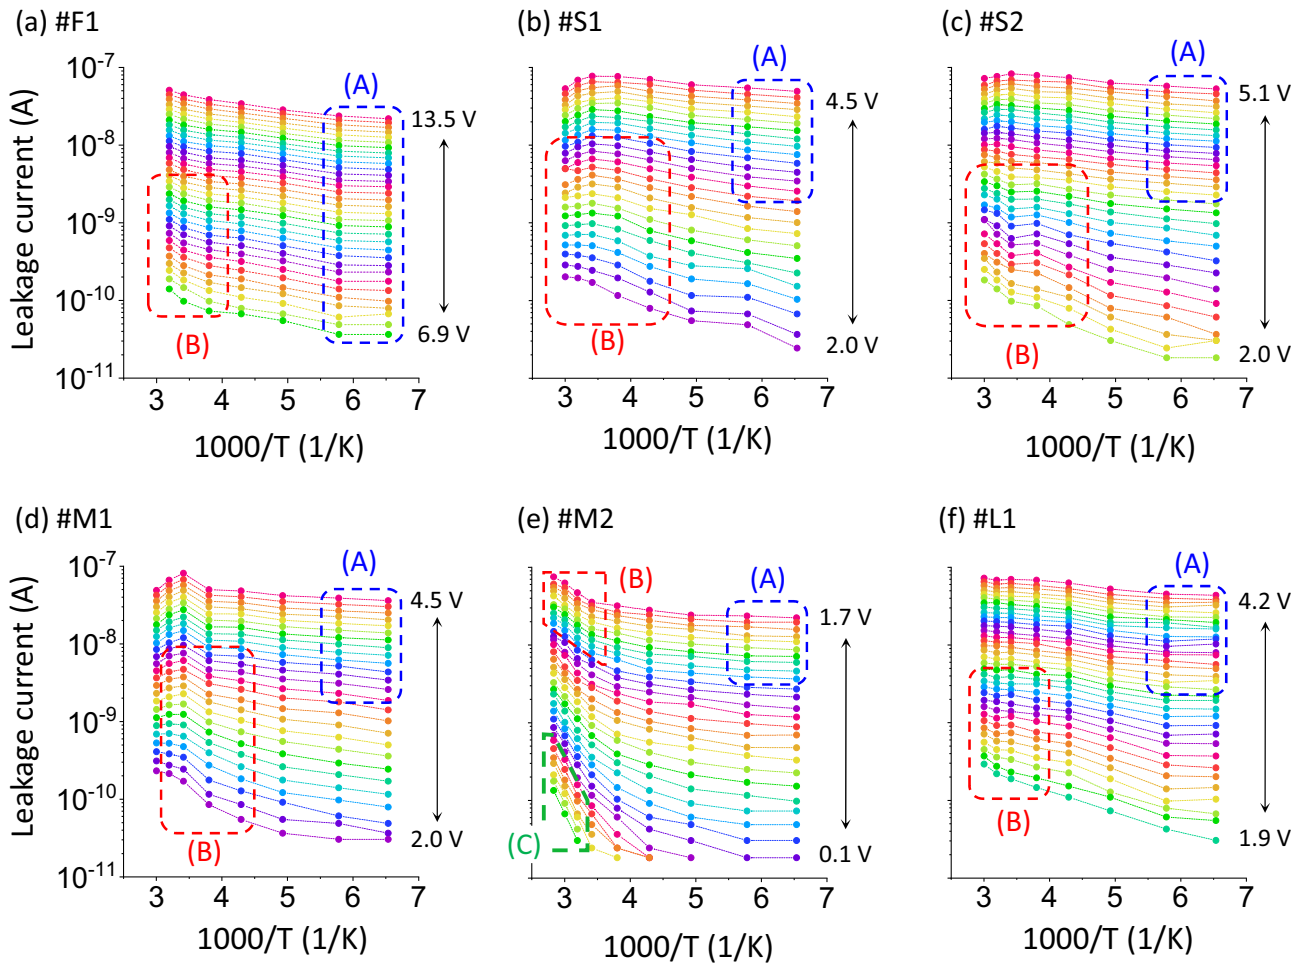 (a) #F1
(b) #S1
(c) #S2
Leakage current (A)
10-7
10-8
10-9
10-10
10-11
(A)
13.5 V
6.9 V
(B)
3 4 5 6 7
1000/T (1/K)
(A)
4.5 V
2.0 V
(B)
3 4 5 6 7
1000/T (1/K)
(A)
5.1 V
2.0 V
(B)
3 4 5 6 7
1000/T (1/K)
(d) #M1
(e) #M2
(f) #L1
Leakage current (A)
10-7
10-8
10-9
10-10
10-11
(A)
4.5 V
2.0 V
(B)
3 4 5 6 7
1000/T (1/K)
(B)
(A)
1.7 V
0.1 V
(C)
3 4 5 6 7
1000/T (1/K)
(A)
4.2 V
1.9 V
(B)
3 4 5 6 7
1000/T (1/K)